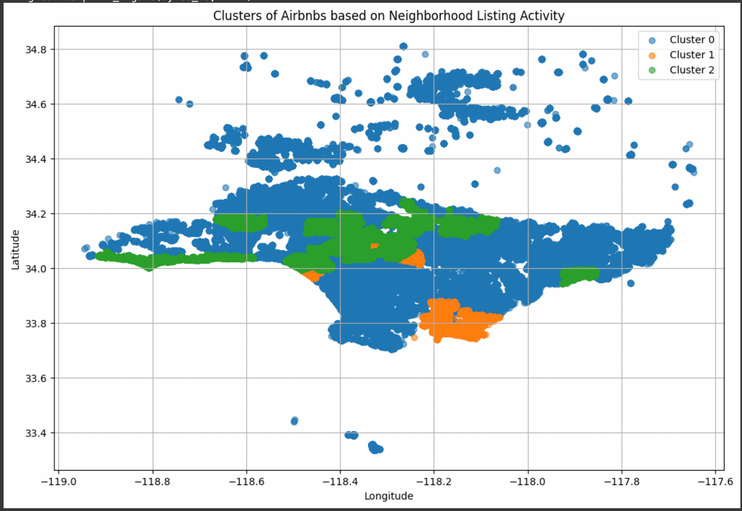 Clusters of Airbnbs based on Neighborhood Listing Activity
Cluster 0
Cluster 1
Cluster 2
Latitude
34.8
34.6
34.4
34.2
34.0
33.8
33.6
33.4
−119.0 −118.8 −118.6 −118.4 −118.2 −118.0 −117.8 −117.6
Longitude